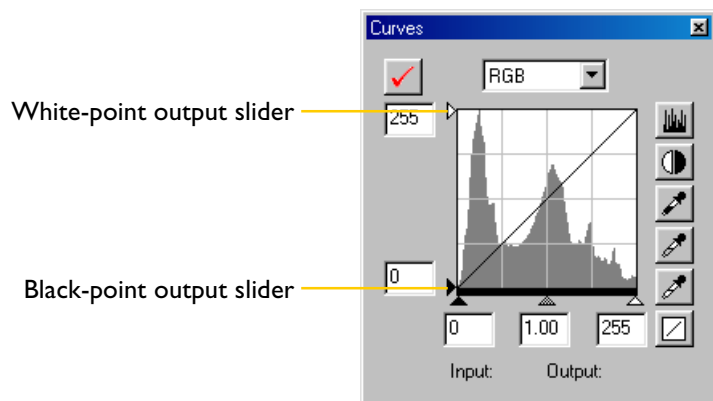 Curves
RGB
White-point output slider
255
Black-point output slider
0
0 1.00 255
Input: Output: